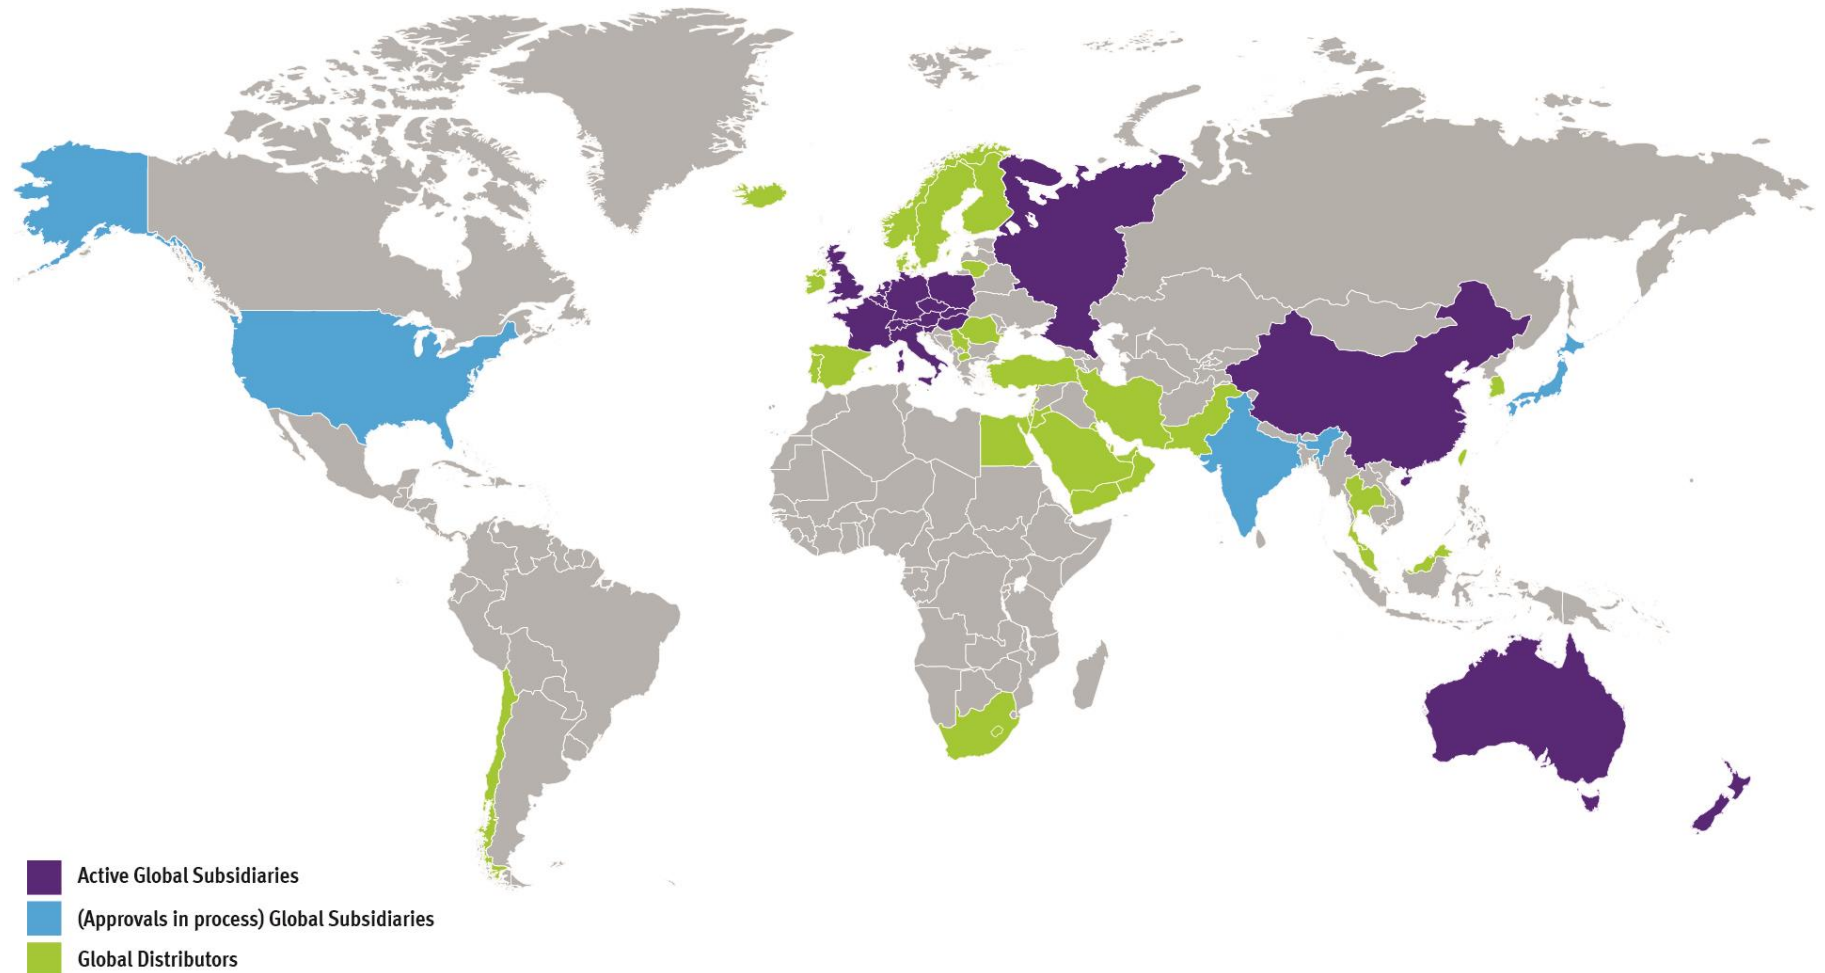 Active Global Subsidiaries
(Approvals in process) Global Subsidiaries
Global Distributors